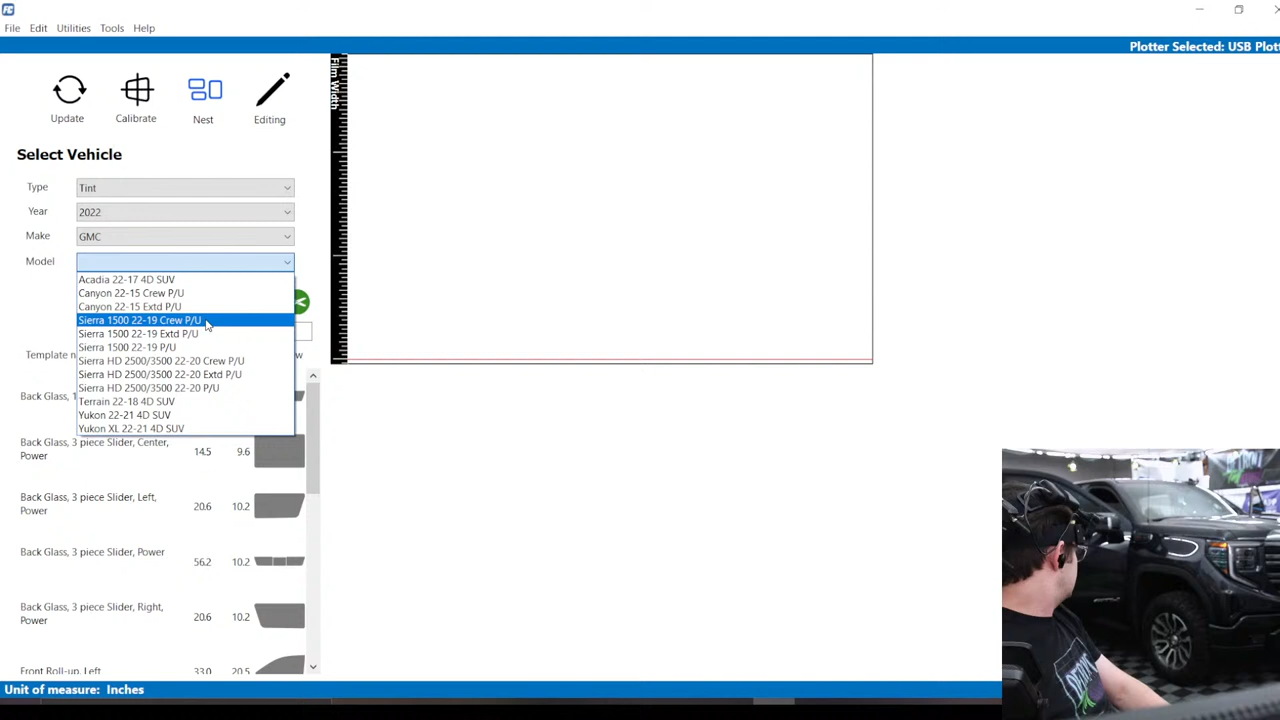 FC
File Edit Utilities Tools Help
Plotter Selected: USB Plott
Update Calibrate Nest Editing
Film Width
Select Vehicle
Type Tint
Year 2022
Make GMC
Model
Acadia 22-17 4D SUV
Canyon 22-15 Crew P/U
Canyon 22-15 Extd P/U
Sierra 1500 22-19 Crew P/U
Sierra 1500 22-19 Extd P/U
Sierra 1500 22-19 P/U
Sierra HD 2500/3500 22-20 Crew P/U
Sierra HD 2500/3500 22-20 Extd P/U
Sierra HD 2500/3500 22-20 P/U
Terrain 22-18 4D SUV
Yukon 22-21 4D SUV
Yukon XL 22-21 4D SUV
Template n w
Back Glass, 1
Back Glass, 3 piece Slider, Center,
Power 14.5 9.6
Back Glass, 3 piece Slider, Left,
Power 20.6 10.2
Back Glass, 3 piece Slider, Power 56.2 10.2
Back Glass, 3 piece Slider, Right,
Power 20.6 10.2
Front Roll-up, Left 33.0 20.5
Unit of measure: Inches